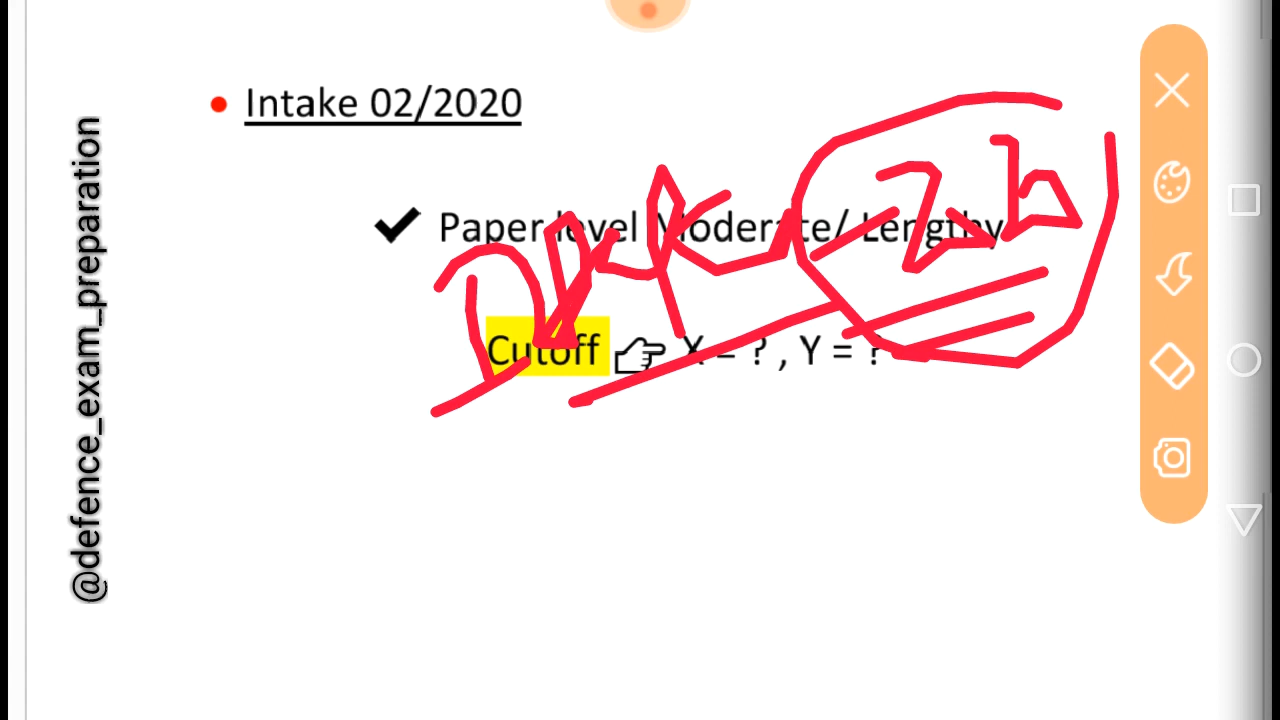 @defence_exam_preparation
Intake 02/2020
Paper level Moderate/ Lengthy
Cutoff X = ? , Y = ?